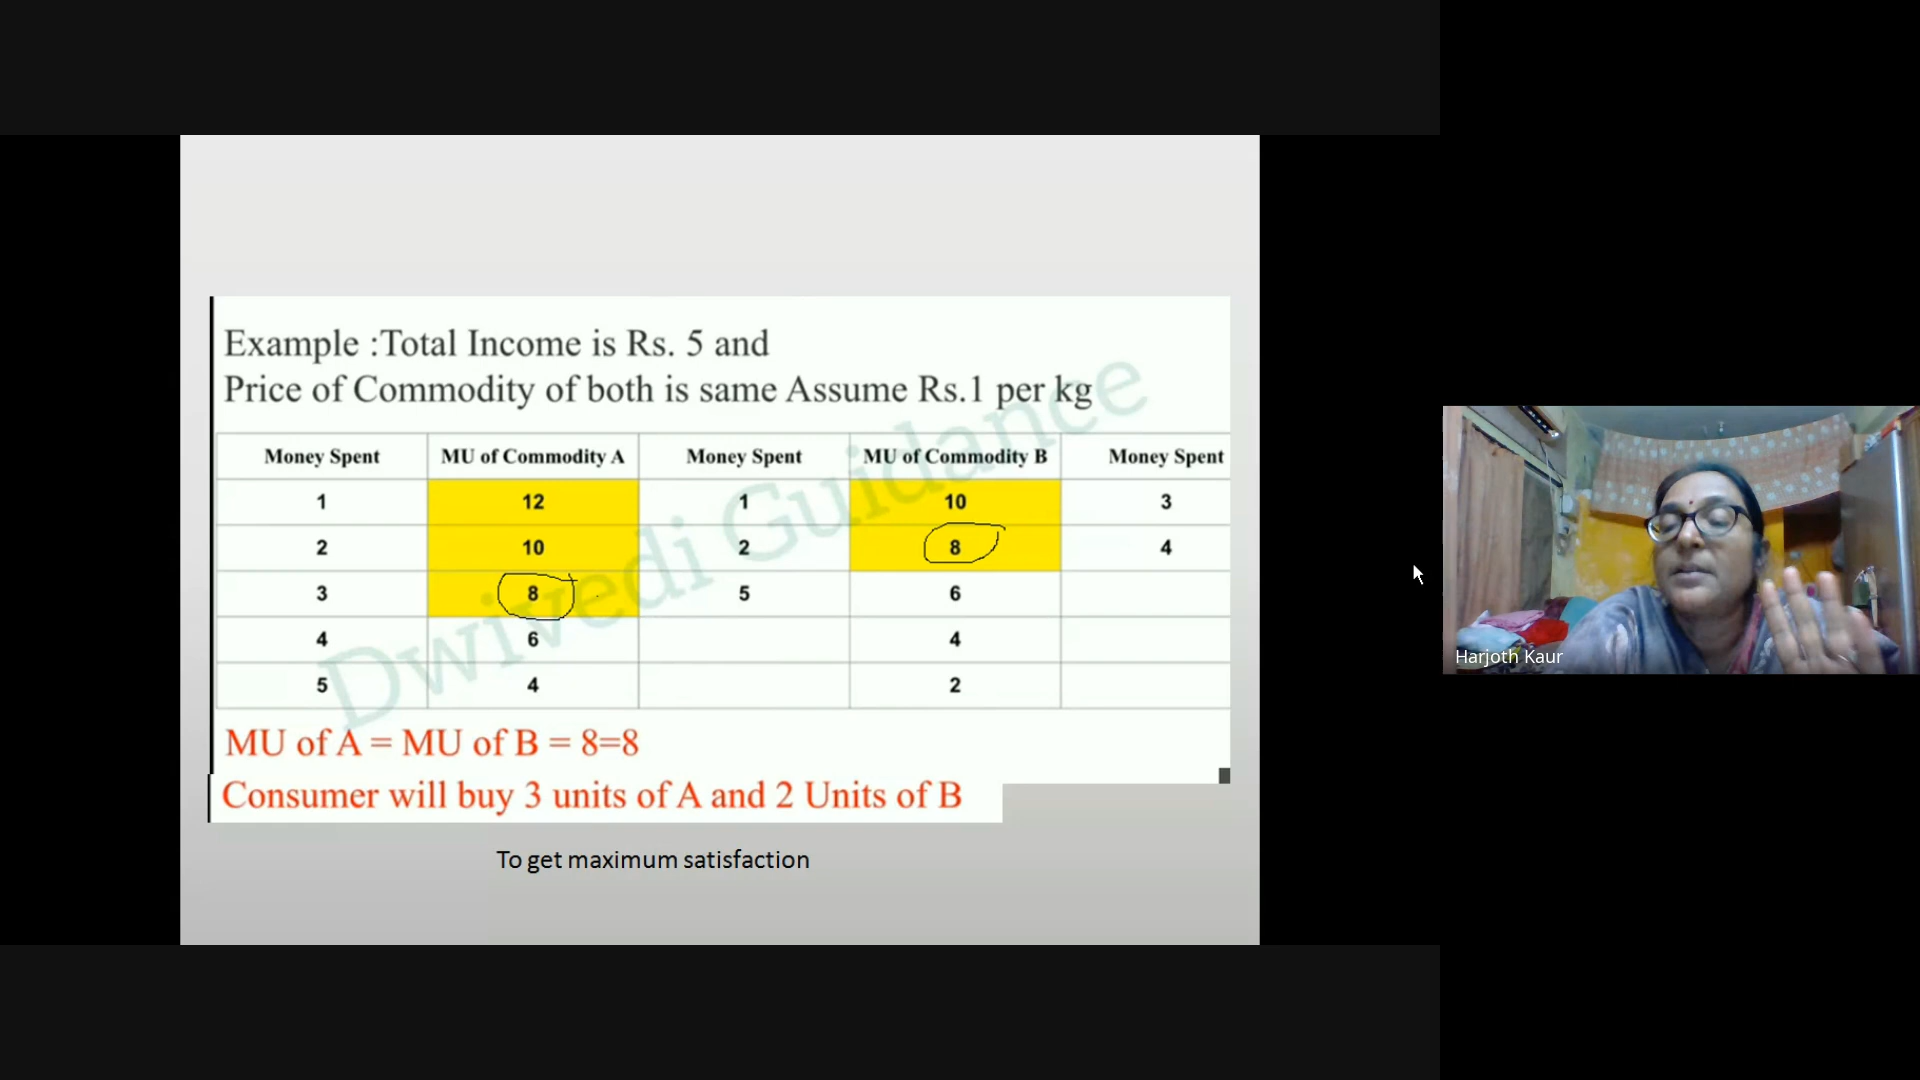 Example :Total Income is Rs. 5 and
Price of Commodity of both is same Assume Rs.1 per kg
Money Spent MU of Commodity A Money Spent MU of Commodity B Money Spent
1 12 1 10 3
2 10 2 8 4
3 8 5 6
4 6 4
5 4 2
Dwivedi Guidance
MU of A = MU of B = 8=8
Consumer will buy 3 units of A and 2 Units of B
To get maximum satisfaction
Harjoth Kaur